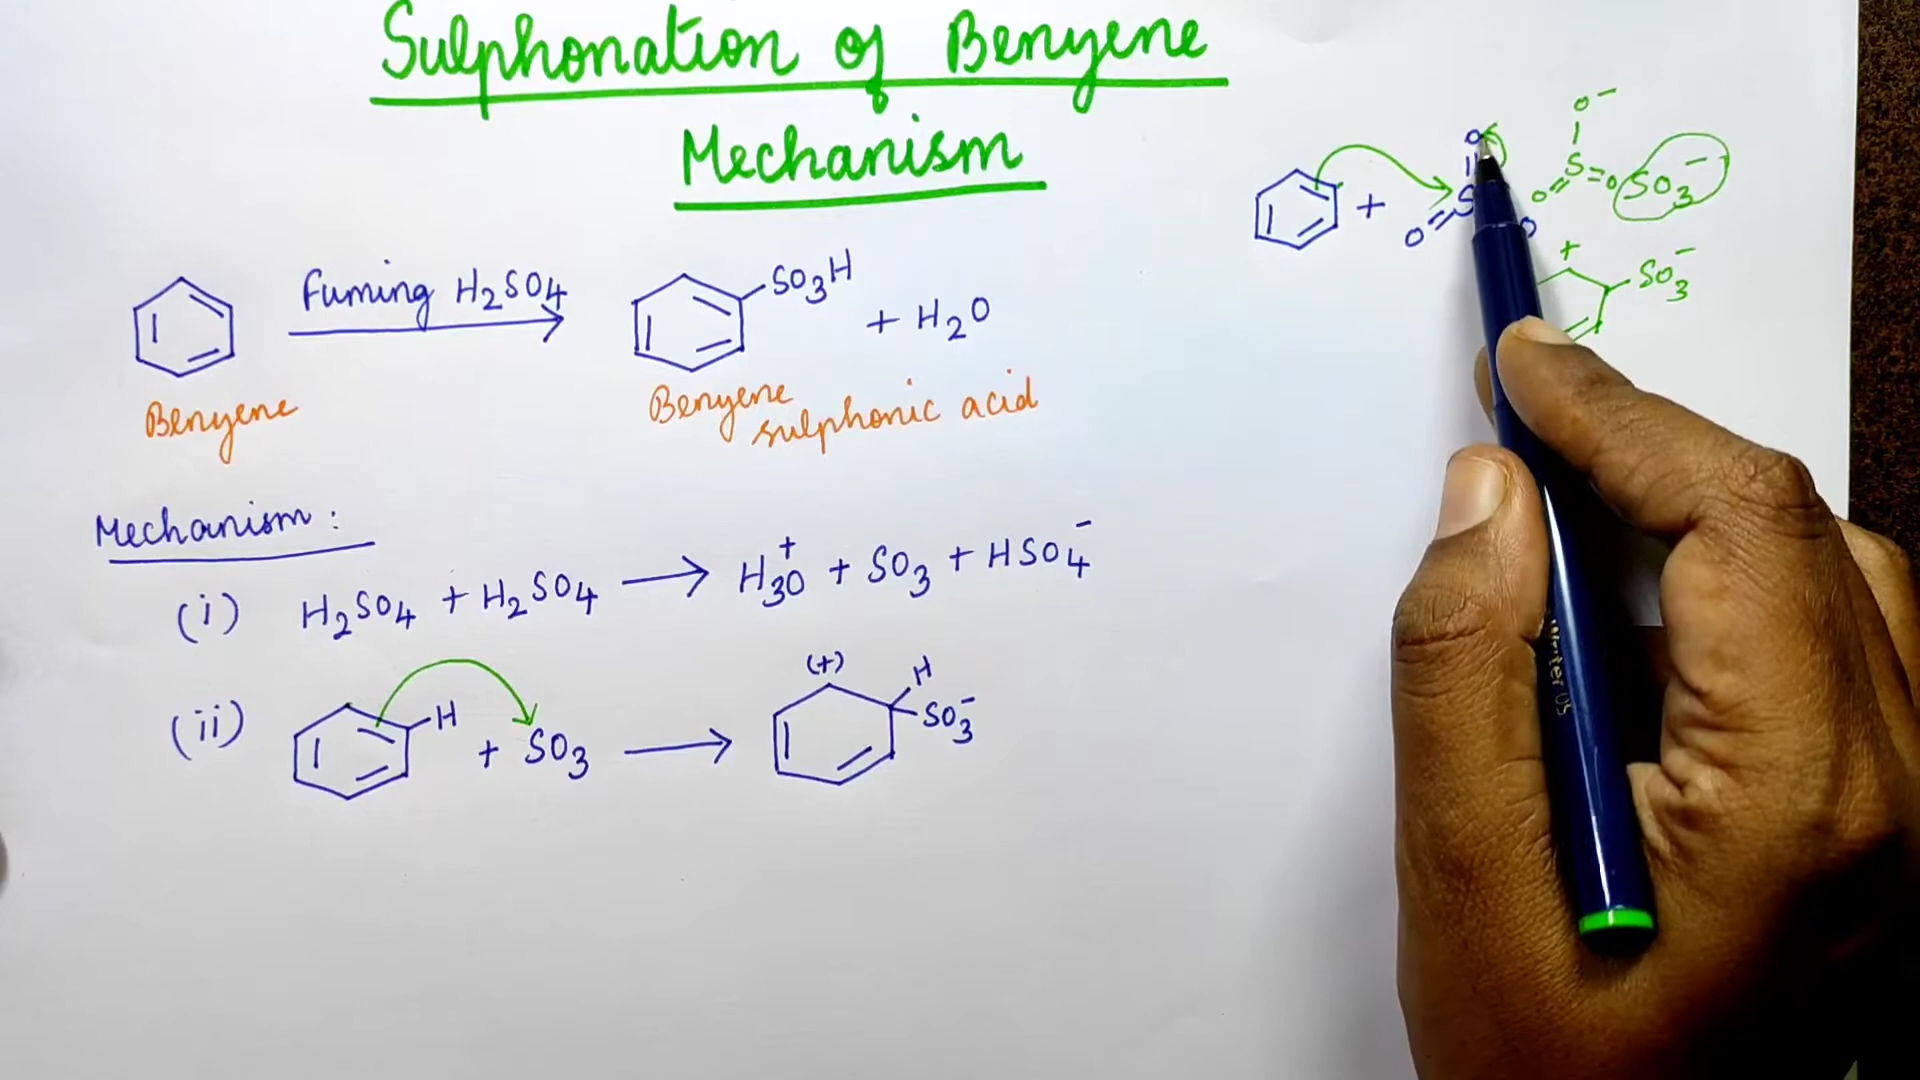 Sulphonation of Benzene
Mechanism
Fuming H₂SO₄
SO₃H
+ H₂O
Benzene
Benzene
sulphonic acid
Mechanism :
(i) H₂SO₄ + H₂SO₄ ⟶ H₃O⁺ + SO₃ + HSO₄⁻
(ii) H + SO₃ ⟶ (+) H SO₃⁻
+ O = S = O O
O⁻ S = O O SO₃⁻
+ SO₃⁻